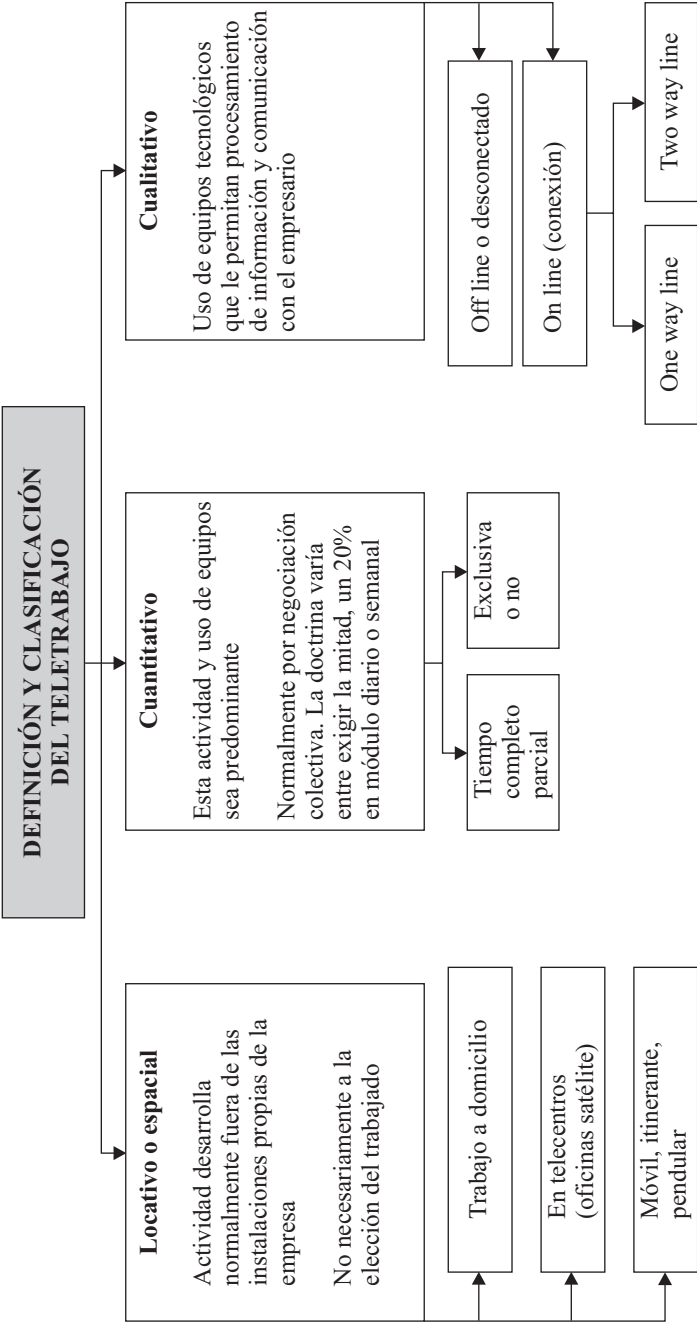 DEFINICIÓN Y CLASIFICACIÓN
DEL TELETRABAJO
Locativo o espacial
Actividad desarrolla
normalmente fuera de las
instalaciones propias de la
empresa
No necesariamente a la
elección del trabajado
Trabajo a domicilio
En telecentros
(oficinas satélite)
Móvil, itinerante,
pendular
Cuantitativo
Esta actividad y uso de equipos
sea predominante
Normalmente por negociación
colectiva. La doctrina varía
entre exigir la mitad, un 20%
en módulo diario o semanal
Tiempo
completo
parcial
Exclusiva
o no
Cualitativo
Uso de equipos tecnológicos
que le permitan procesamiento
de información y comunicación
con el empresario
Off line o desconectado
On line (conexión)
One way line
Two way line